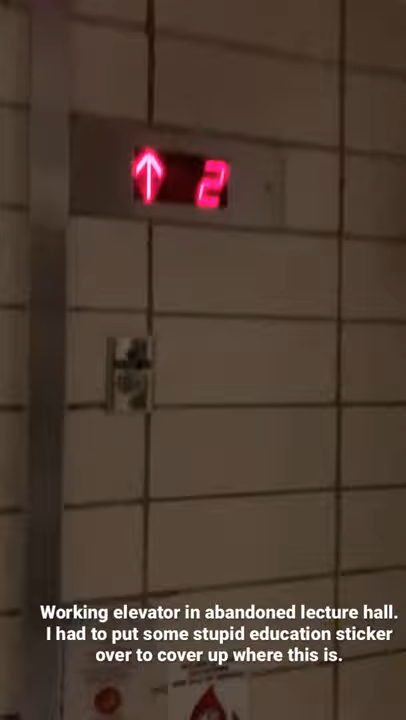 ↑ 2
Working elevator in abandoned lecture hall.
I had to put some stupid education sticker
over to cover up where this is.